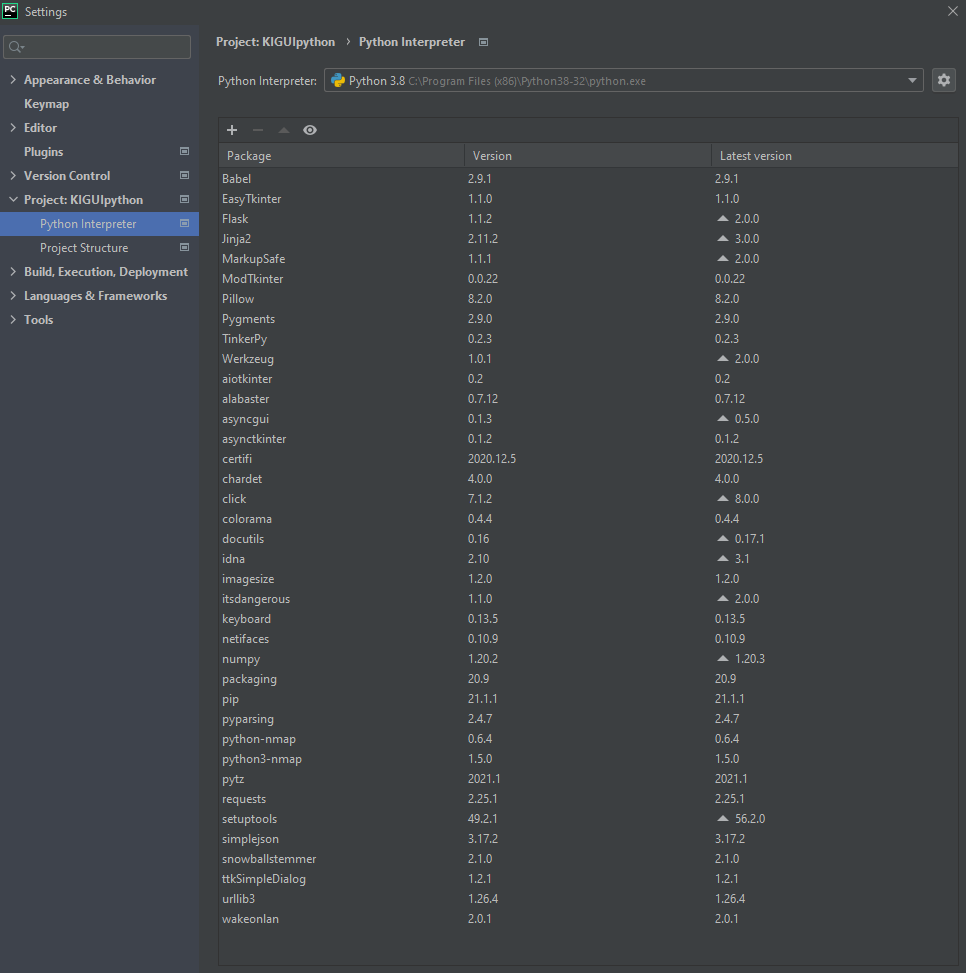 PC Settings
Project: KIGUIpython › Python Interpreter
Python Interpreter: Python 3.8 C:\Program Files (x86)\Python38-32\python.exe
Appearance & Behavior
Keymap
Editor
Plugins
Version Control
Project: KIGUIpython
Python Interpreter
Project Structure
Build, Execution, Deployment
Languages & Frameworks
Tools
Package Version Latest version
Babel 2.9.1 2.9.1
EasyTkinter 1.1.0 1.1.0
Flask 1.1.2 2.0.0
Jinja2 2.11.2 3.0.0
MarkupSafe 1.1.1 2.0.0
ModTkinter 0.0.22 0.0.22
Pillow 8.2.0 8.2.0
Pygments 2.9.0 2.9.0
TinkerPy 0.2.3 0.2.3
Werkzeug 1.0.1 2.0.0
aiotkinter 0.2 0.2
alabaster 0.7.12 0.7.12
asyncgui 0.1.3 0.5.0
asynctkinter 0.1.2 0.1.2
certifi 2020.12.5 2020.12.5
chardet 4.0.0 4.0.0
click 7.1.2 8.0.0
colorama 0.4.4 0.4.4
docutils 0.16 0.17.1
idna 2.10 3.1
imagesize 1.2.0 1.2.0
itsdangerous 1.1.0 2.0.0
keyboard 0.13.5 0.13.5
netifaces 0.10.9 0.10.9
numpy 1.20.2 1.20.3
packaging 20.9 20.9
pip 21.1.1 21.1.1
pyparsing 2.4.7 2.4.7
python-nmap 0.6.4 0.6.4
python3-nmap 1.5.0 1.5.0
pytz 2021.1 2021.1
requests 2.25.1 2.25.1
setuptools 49.2.1 56.2.0
simplejson 3.17.2 3.17.2
snowballstemmer 2.1.0 2.1.0
ttkSimpleDialog 1.2.1 1.2.1
urllib3 1.26.4 1.26.4
wakeonlan 2.0.1 2.0.1